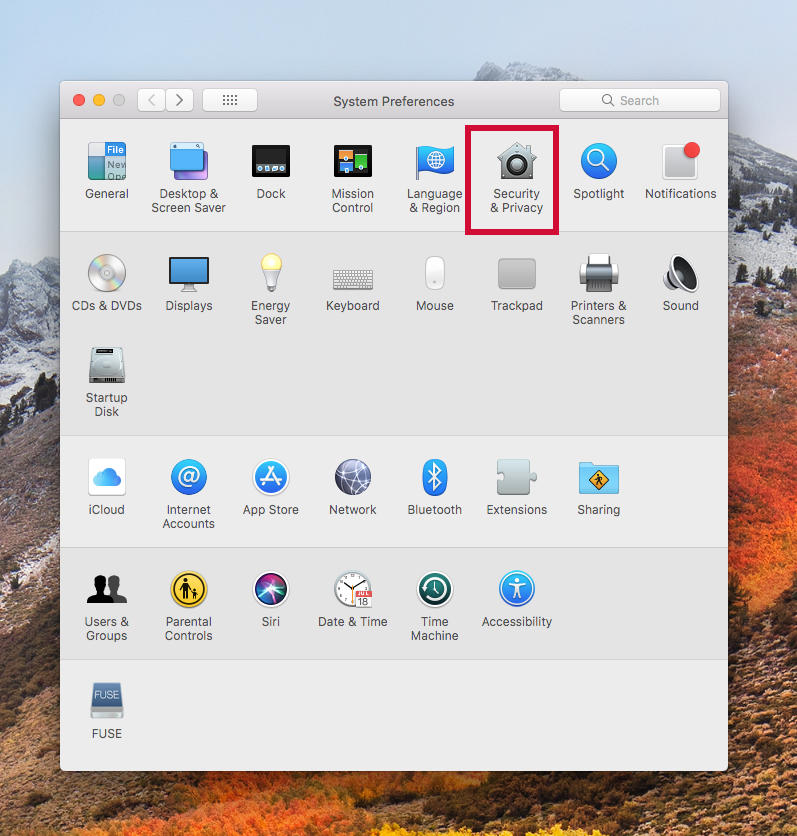 System Preferences
Search
File
New
Ope
General
Desktop &
Screen Saver
Dock
Mission
Control
Language
& Region
Security
& Privacy
Spotlight
Notifications
CDs & DVDs
Displays
Energy
Saver
Keyboard
Mouse
Trackpad
Printers &
Scanners
Sound
Startup
Disk
iCloud
@
Internet
Accounts
App Store
Network
Bluetooth
Extensions
Sharing
Users &
Groups
Parental
Controls
Siri
JUL
18
Date & Time
Time
Machine
Accessibility
FUSE
FUSE